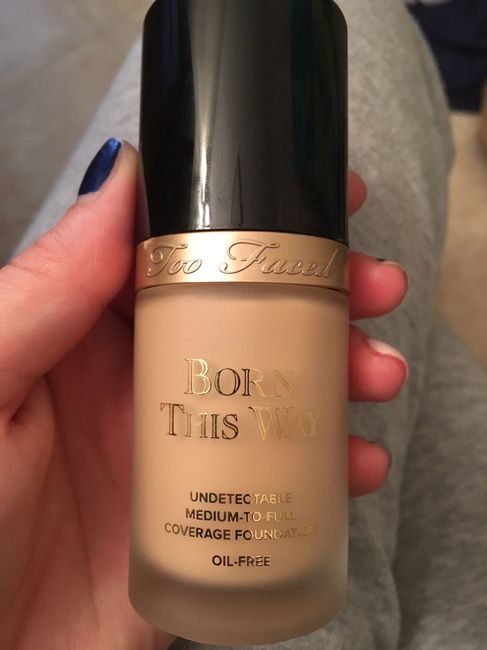 Too Faced
BORN
THIS WAY
UNDETECTABLE
MEDIUM-TO-FULL
COVERAGE FOUNDATION
OIL-FREE